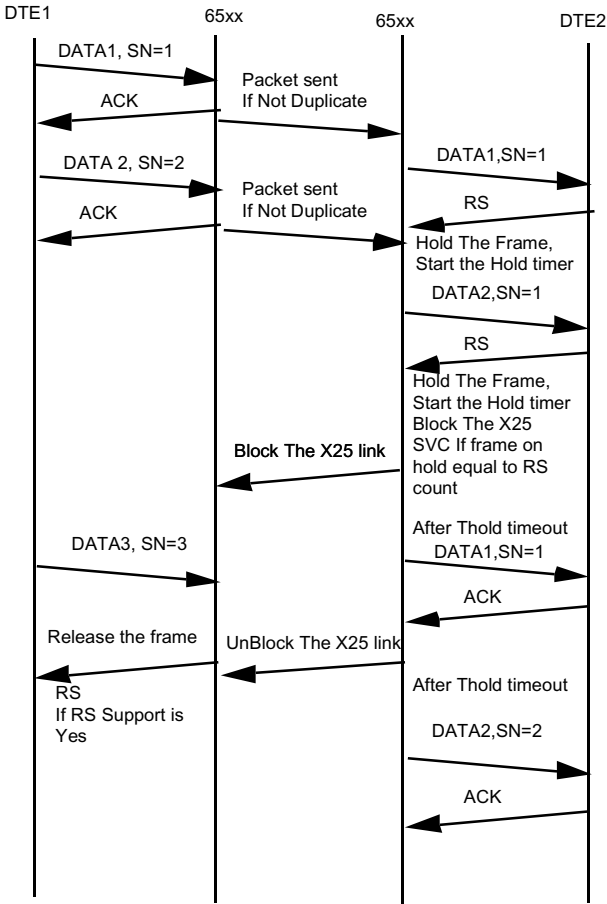 DTE1
65xx
65xx
DTE2
DATA1, SN=1
ACK
Packet sent
If Not Duplicate
DATA 2, SN=2
ACK
Packet sent
If Not Duplicate
DATA1,SN=1
RS
Hold The Frame,
Start the Hold timer
DATA2,SN=1
RS
Hold The Frame,
Start the Hold timer
Block The X25
SVC If frame on
hold equal to RS
count
Block The X25 link
DATA3, SN=3
After Thold timeout
DATA1,SN=1
ACK
Release the frame
UnBlock The X25 link
RS
If RS Support is
Yes
After Thold timeout
DATA2,SN=2
ACK